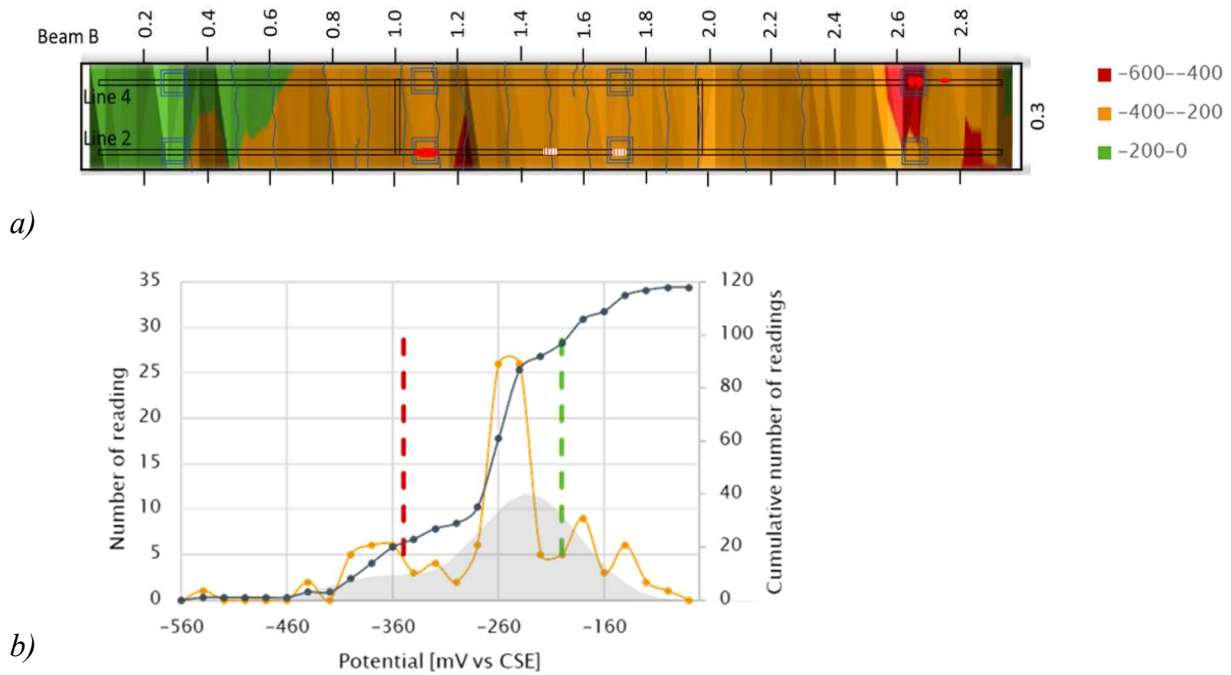 a)
Beam B
0.2 0.4 0.6 0.8 1.0 1.2 1.4 1.6 1.8 2.0 2.2 2.4 2.6 2.8
Line 4
Line 2
0.3
-600--400
-400--200
-200-0
b)
35
30
25
20
15
10
5
0
Number of reading
120
100
80
60
40
20
0
Cumulative number of readings
-560 -460 -360 -260 -160
Potential [mV vs CSE]